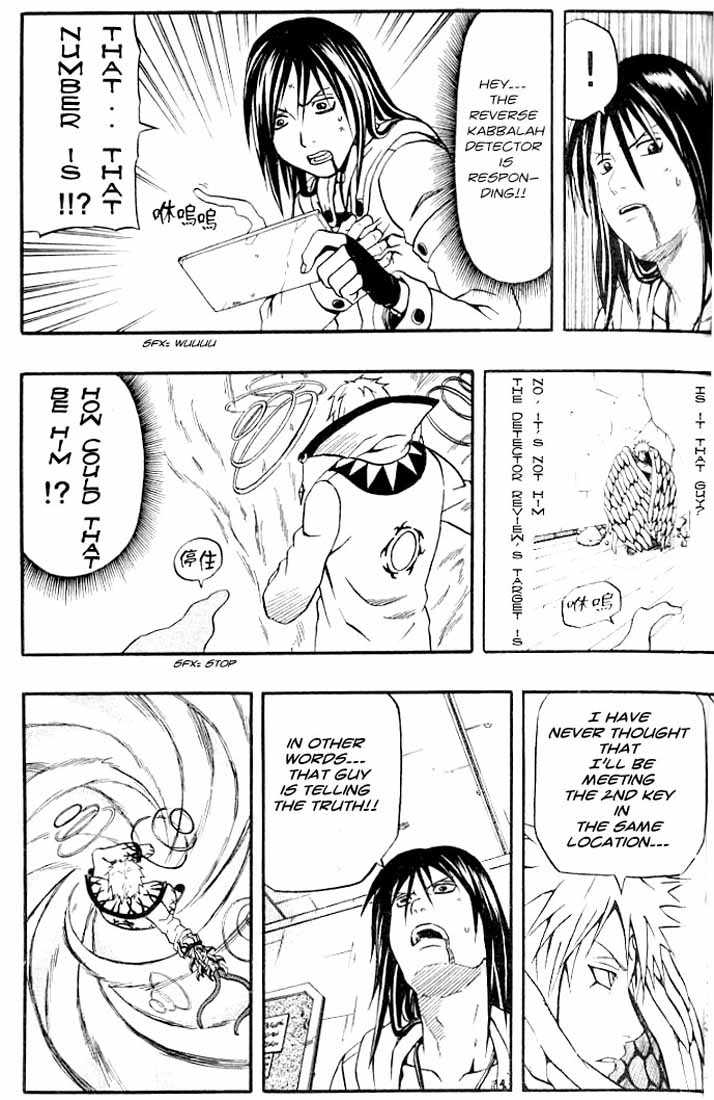 !
HEY...
THE
REVERSE
KABBALAH
DETECTOR
IS
RESPON-
DING!!
THAT.. THAT
NUMBER IS !!?
咻嗚嗚
SFX: WUUUU
IS IT THAT GUY?
NO, IT'S NOT HIM
THE DETECTOR REVIEW'S TARGET IS
咻嗚
HOW COULD THAT
BE HIM !?
停住
SFX: STOP
I HAVE
NEVER THOUGHT
THAT
I'LL BE
MEETING
THE 2ND KEY
IN
THE SAME
LOCATION...
IN OTHER
WORDS...
THAT GUY
IS TELLING
THE TRUTH!!